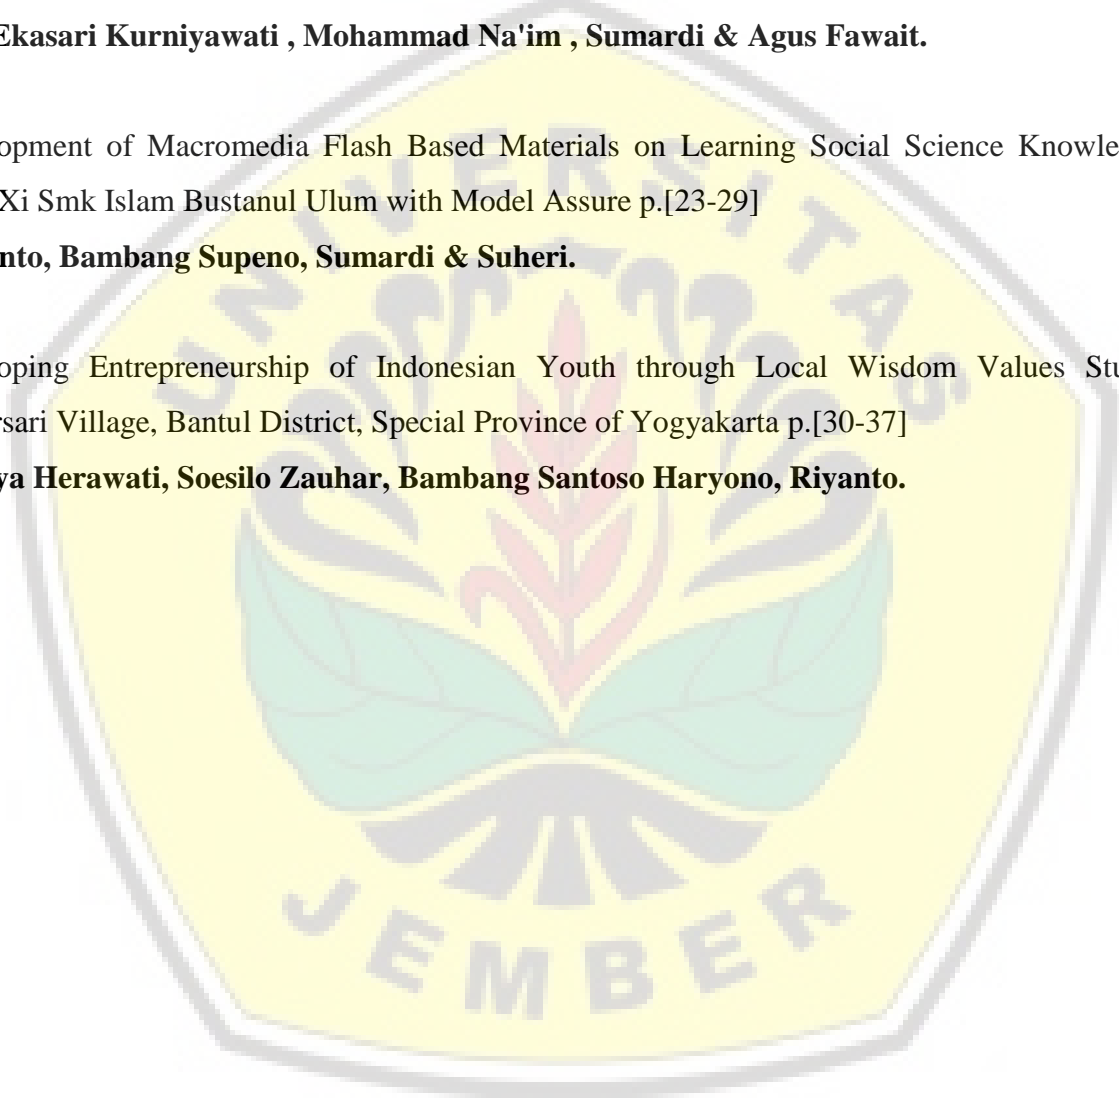 Ekasari Kurniyawati , Mohammad Na'im , Sumardi & Agus Fawait.
opment of Macromedia Flash Based Materials on Learning Social Science Knowle
Xi Smk Islam Bustanul Ulum with Model Assure p.[23-29]
nto, Bambang Supeno, Sumardi & Suheri.
oping Entrepreneurship of Indonesian Youth through Local Wisdom Values Stu
rsari Village, Bantul District, Special Province of Yogyakarta p.[30-37]
ya Herawati, Soesilo Zauhar, Bambang Santoso Haryono, Riyanto.
UNIVERSITAS
JEMBER